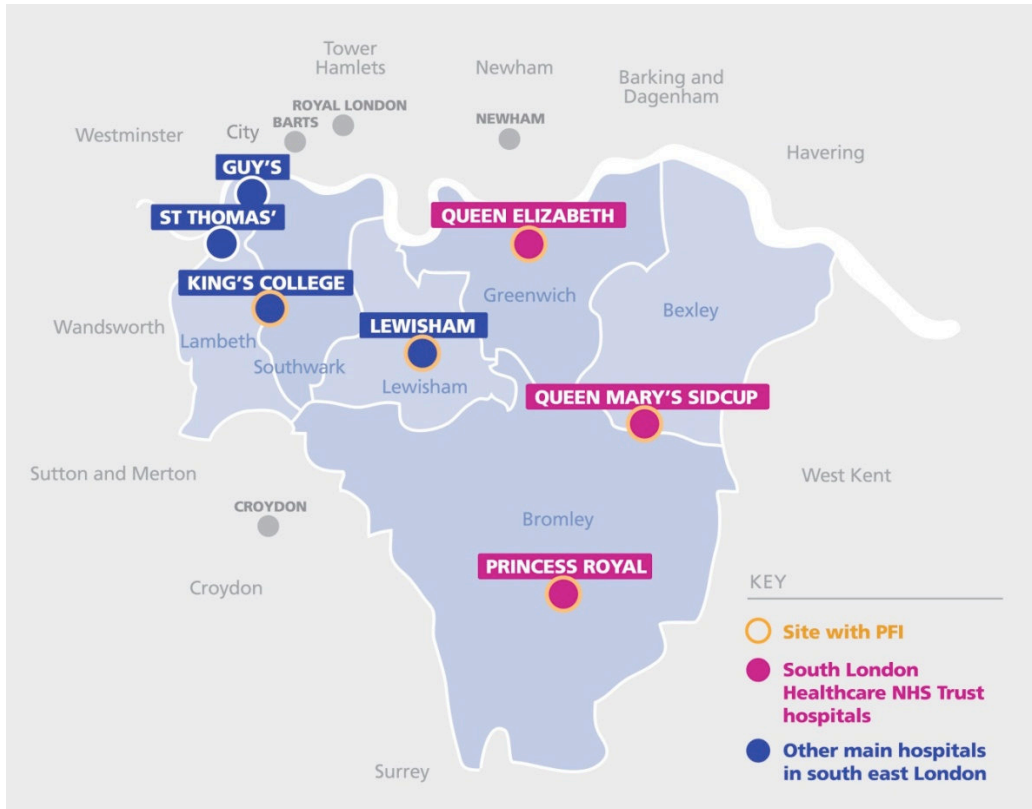 Tower
Hamlets
Newham
Barking and
Dagenham
ROYAL LONDON
BARTS
NEWHAM
Westminster
City
Havering
GUY'S
ST THOMAS'
QUEEN ELIZABETH
KING'S COLLEGE
Greenwich
Bexley
Wandsworth
Lambeth
LEWISHAM
Southwark
Lewisham
QUEEN MARY'S SIDCUP
Sutton and Merton
West Kent
CROYDON
Bromley
PRINCESS ROYAL
Croydon
KEY
Site with PFI
South London
Healthcare NHS Trust
hospitals
Other main hospitals
in south east London
Surrey